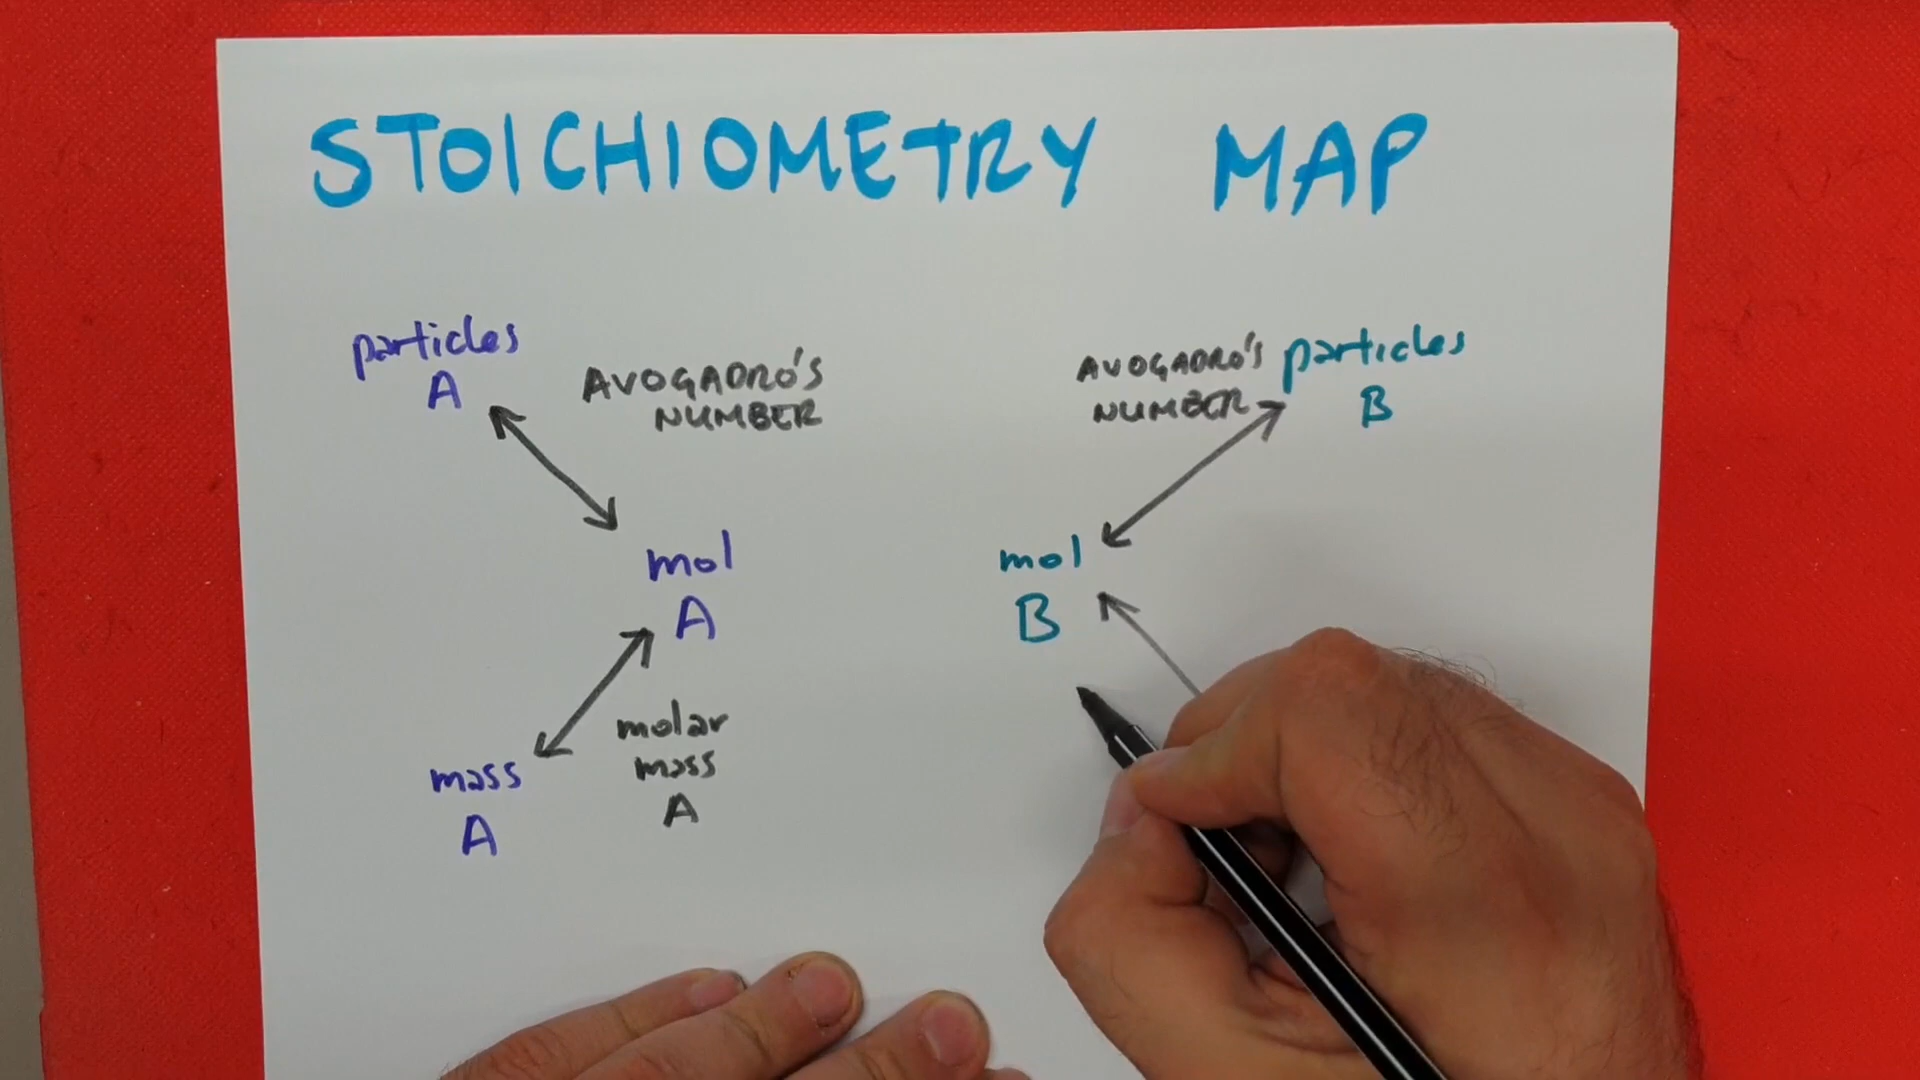 STOICHIOMETRY MAP
particles
A
AVOGADRO'S
NUMBER
AVOGADRO'S
NUMBER
particles
B
mol
A
mol
B
molar
mass
A
mass
A